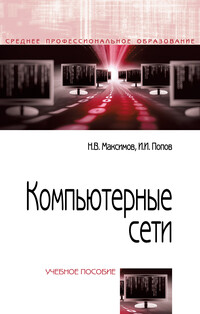 СРЕДНЕЕ ПРОФЕССИОНАЛЬНОЕ ОБРАЗОВАНИЕ
Н.В. Максимов, И.И. Попов
Компьютерные
сети
УЧЕБНОЕ ПОСОБИЕ